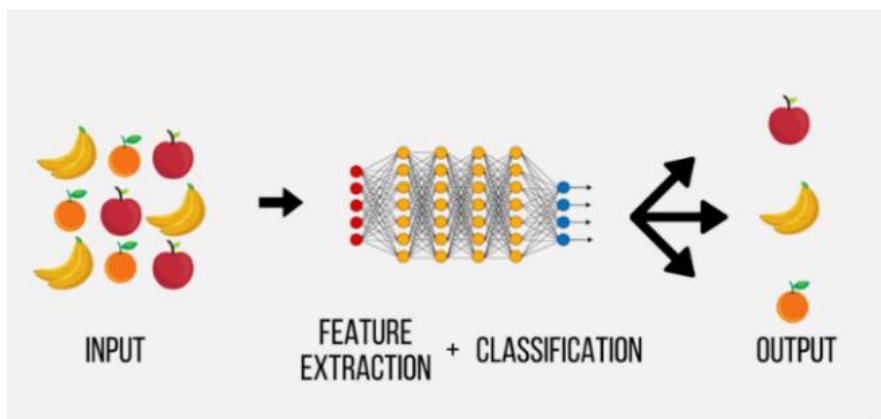 INPUT
FEATURE
EXTRACTION
+ CLASSIFICATION
OUTPUT